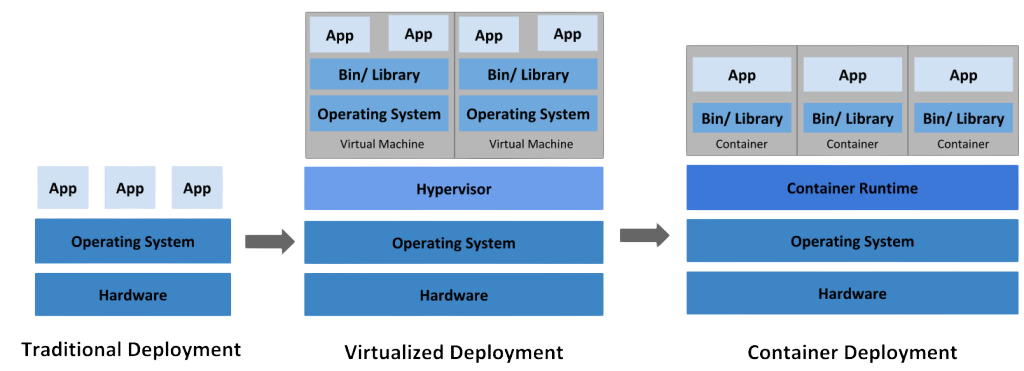 App App App
Operating System
Hardware
Traditional Deployment
App App App App
Bin/ Library Bin/ Library
Operating System Operating System
Virtual Machine Virtual Machine
Hypervisor
Operating System
Hardware
Virtualized Deployment
App App App
Bin/ Library Bin/ Library Bin/ Library
Container Container Container
Container Runtime
Operating System
Hardware
Container Deployment